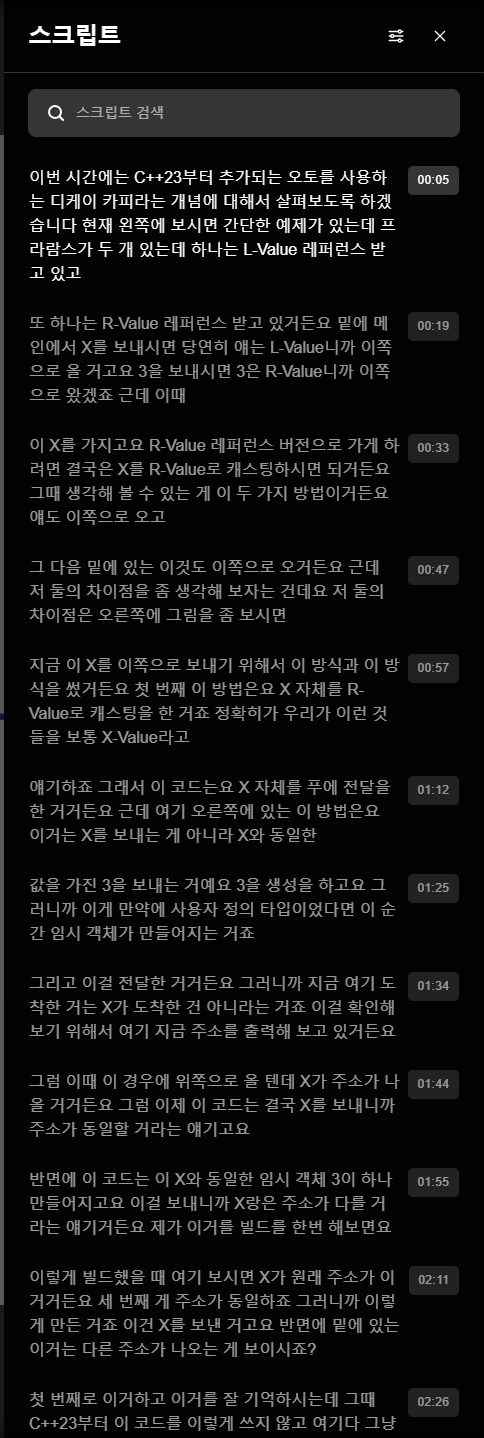 스크립트
스크립트 검색
이번 시간에는 C++23부터 추가되는 오토를 사용하
는 디케이 카피라는 개념에 대해서 살펴보도록 하겠
습니다 현재 왼쪽에 보시면 간단한 예제가 있는데 프
라람스가 두 개 있는데 하나는 L-Value 레퍼런스 받
고 있고
00:05
또 하나는 R-Value 레퍼런스 받고 있거든요 밑에 메
인에서 X를 보내시면 당연히 얘는 L-Value니까 이쪽
으로 올 거고요 3을 보내시면 3은 R-Value니까 이쪽
으로 왔겠죠 근데 이때
00:19
이 X를 가지고요 R-Value 레퍼런스 버전으로 가게 하
려면 결국은 X를 R-Value로 캐스팅하시면 되거든요
그때 생각해 볼 수 있는 게 이 두 가지 방법이거든요
얘도 이쪽으로 오고
00:33
그 다음 밑에 있는 이것도 이쪽으로 오거든요 근데
저 둘의 차이점을 좀 생각해 보자는 건데요 저 둘의
차이점은 오른쪽에 그림을 좀 보시면
00:47
지금 이 X를 이쪽으로 보내기 위해서 이 방식과 이 방
식을 썼거든요 첫 번째 이 방법은요 X 자체를 R-
Value로 캐스팅을 한 거죠 정확히가 우리가 이런 것
들을 보통 X-Value라고
00:57
얘기하죠 그래서 이 코드는요 X 자체를 푸에 전달을
한 거거든요 근데 여기 오른쪽에 있는 이 방법은요
이거는 X를 보내는 게 아니라 X와 동일한
01:12
값을 가진 3을 보내는 거예요 3을 생성을 하고요 그
러니까 이게 만약에 사용자 정의 타입이었다면 이 순
간 임시 객체가 만들어지는 거죠
01:25
그리고 이걸 전달한 거거든요 그러니까 지금 여기 도
착한 거는 X가 도착한 건 아니라는 거죠 이걸 확인해
보기 위해서 여기 지금 주소를 출력해 보고 있거든요
01:34
그럼 이때 이 경우에 위쪽으로 올 텐데 X가 주소가 나
올 거거든요 그럼 이제 이 코드는 결국 X를 보내니까
주소가 동일할 거라는 얘기고요
01:44
반면에 이 코드는 이 X와 동일한 임시 객체 3이 하나
만들어지고요 이걸 보내니까 X랑은 주소가 다를 거
라는 얘기거든요 제가 이거를 빌드를 한번 해보면요
01:55
이렇게 빌드했을 때 여기 보시면 X가 원래 주소가 이
거거든요 세 번째 게 주소가 동일하죠 그러니까 이렇
게 만든 거죠 이건 X를 보낸 거고요 반면에 밑에 있는
이거는 다른 주소가 나오는 게 보이시죠?
02:11
첫 번째로 이거하고 이거를 잘 기억하시는데 그때
C++23부터 이 코드를 이렇게 쓰지 않고 여기다 그냥
02:26